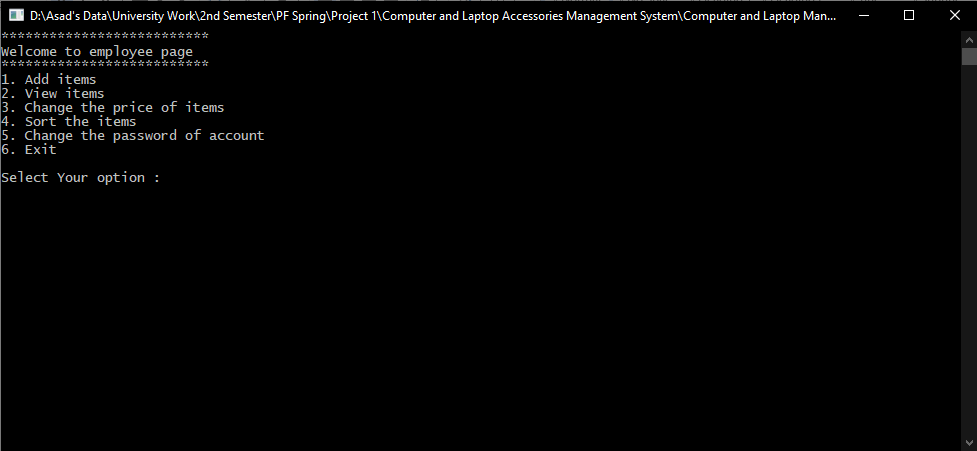 D:\Asad's Data\University Work\2nd Semester\PF Spring\Project 1\Computer and Laptop Accessories Management System\Computer and Laptop Man...
**************************
Welcome to employee page
**************************
1. Add items
2. View items
3. Change the price of items
4. Sort the items
5. Change the password of account
6. Exit
Select Your option :